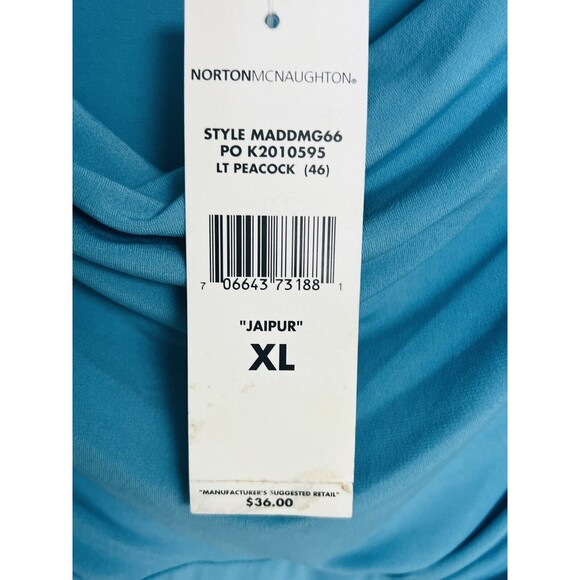 NORTONMCNAUGHTON®
STYLE MADDMG66
PO K2010595
LT PEACOCK (46)
7 06643 73188 1
"JAIPUR"
XL
"MANUFACTURER'S SUGGESTED RETAIL"
$36.00